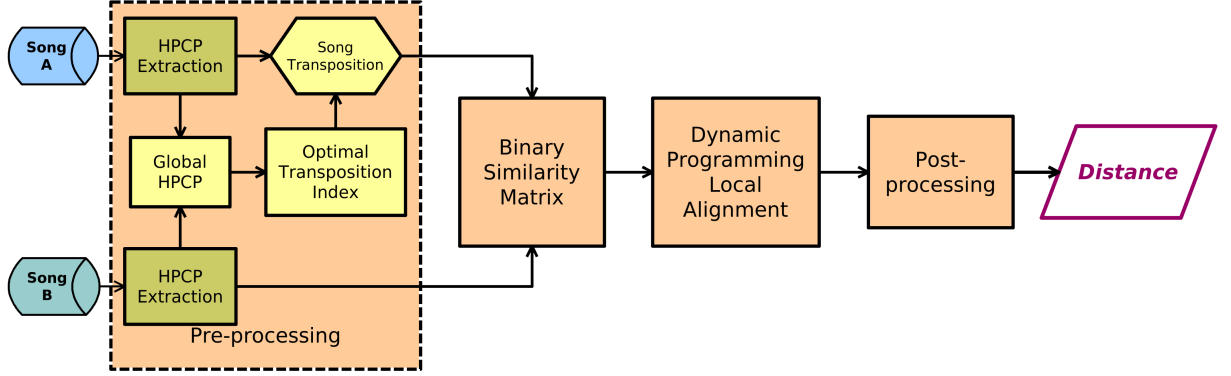 Song
A
HPCP
Extraction
Song
Transposition
Global
HPCP
Optimal
Transposition
Index
Song
B
HPCP
Extraction
Pre-processing
Binary
Similarity
Matrix
Dynamic
Programming
Local
Alignment
Post-
processing
Distance